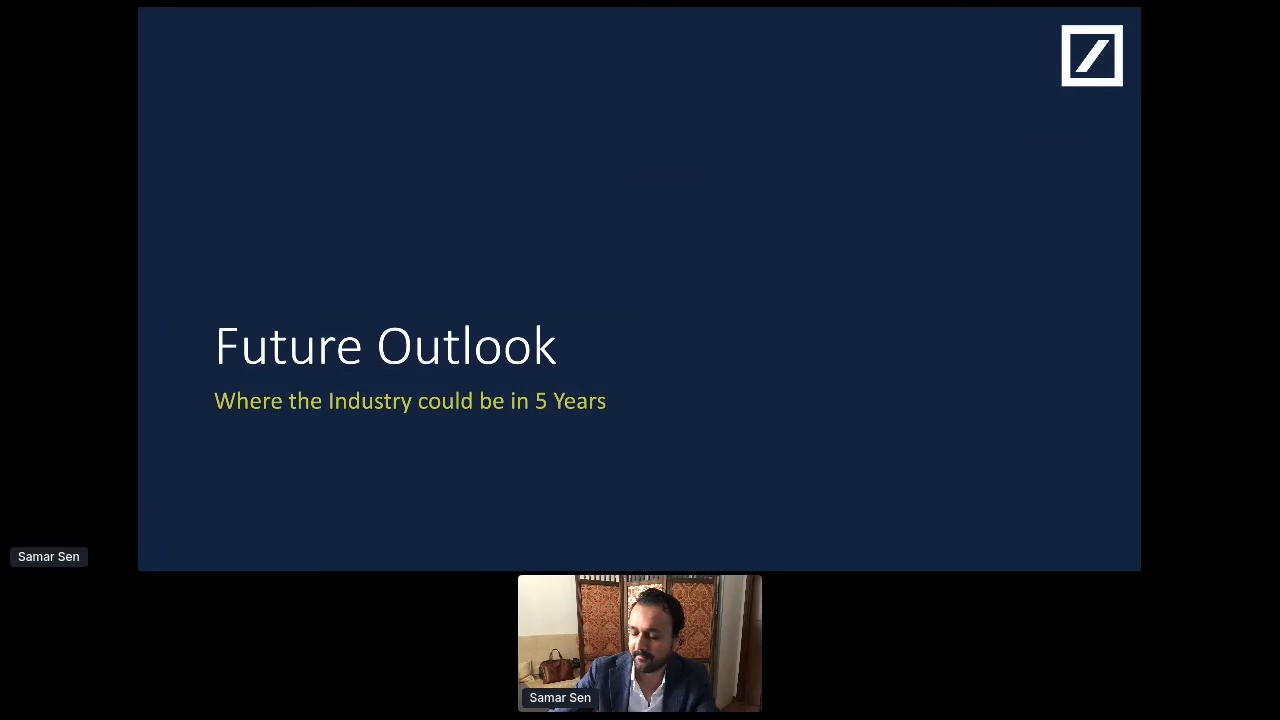 Future Outlook
Where the Industry could be in 5 Years
Samar Sen
Samar Sen